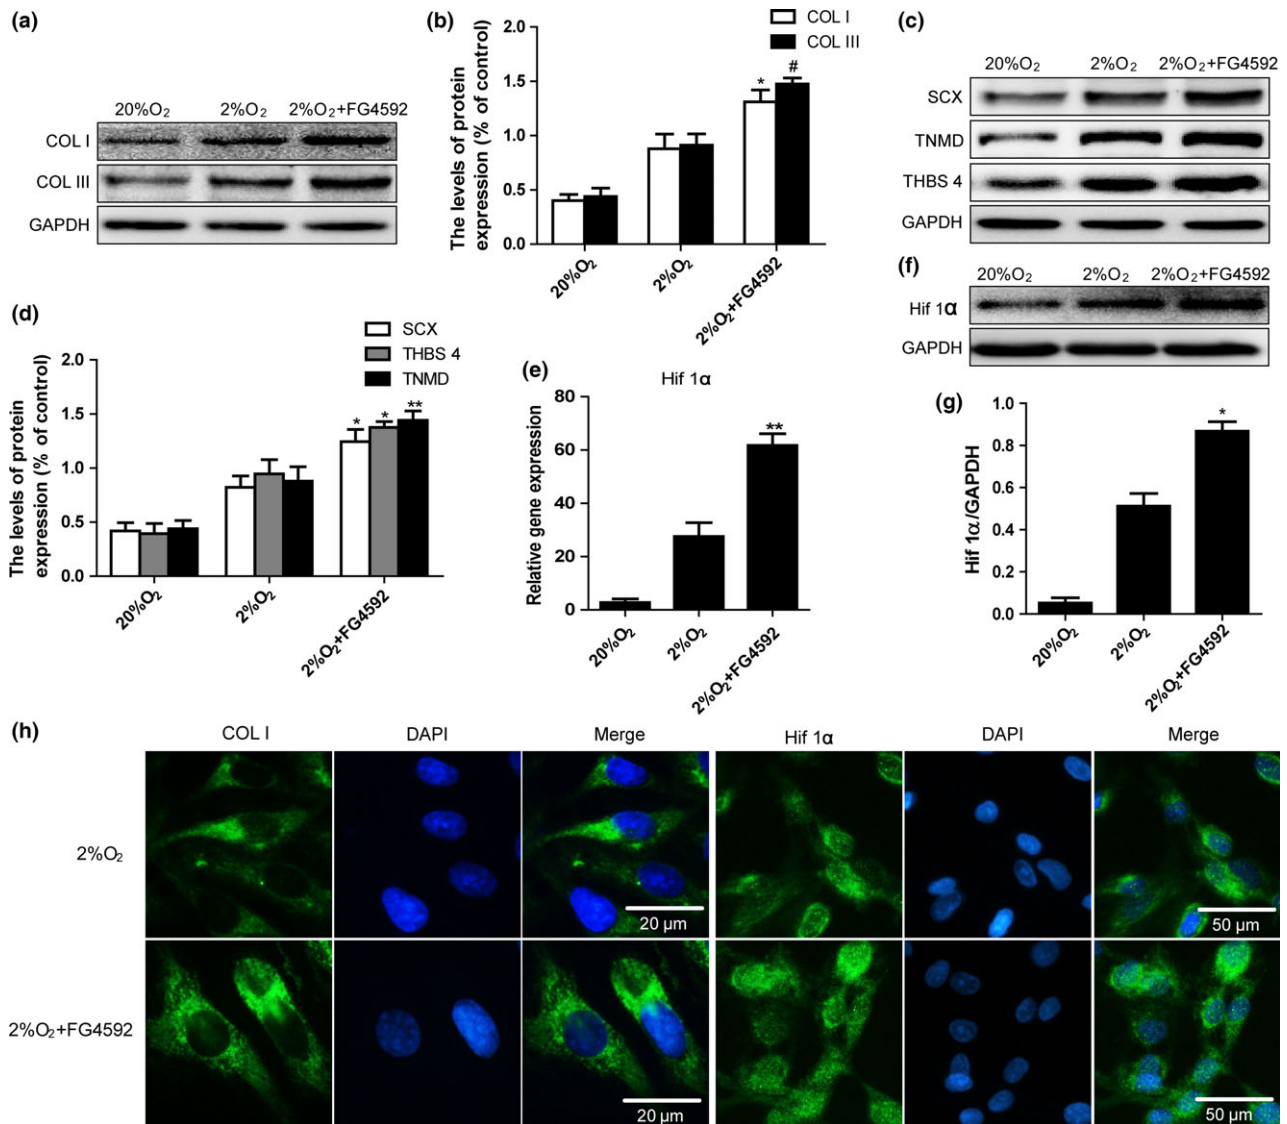 (a)
20%O₂ 2%O₂ 2%O₂+FG4592
COL I
COL III
GAPDH
(b)
COL I
COL III
The levels of protein
expression (% of control)
2.0
1.5
1.0
0.5
0.0
* #
20%O₂
2%O₂
2%O₂+FG4592
(c)
20%O₂ 2%O₂ 2%O₂+FG4592
SCX
TNMD
THBS 4
GAPDH
(f)
20%O₂ 2%O₂ 2%O₂+FG4592
Hif 1α
GAPDH
(d)
SCX
THBS 4
TNMD
The levels of protein
expression (% of control)
2.0
1.5
1.0
0.5
0.0
* * **
20%O₂
2%O₂
2%O₂+FG4592
(e)
Hif 1α
Relative gene expression
80
60
40
20
0
**
20%O₂
2%O₂
2%O₂+FG4592
(g)
Hif 1α/GAPDH
1.0
0.8
0.6
0.4
0.2
0.0
*
20%O₂
2%O₂
2%O₂+FG4592
(h)
COL I DAPI Merge Hif 1α DAPI Merge
2%O₂
20 μm
50 μm
2%O₂+FG4592
20 μm
50 μm